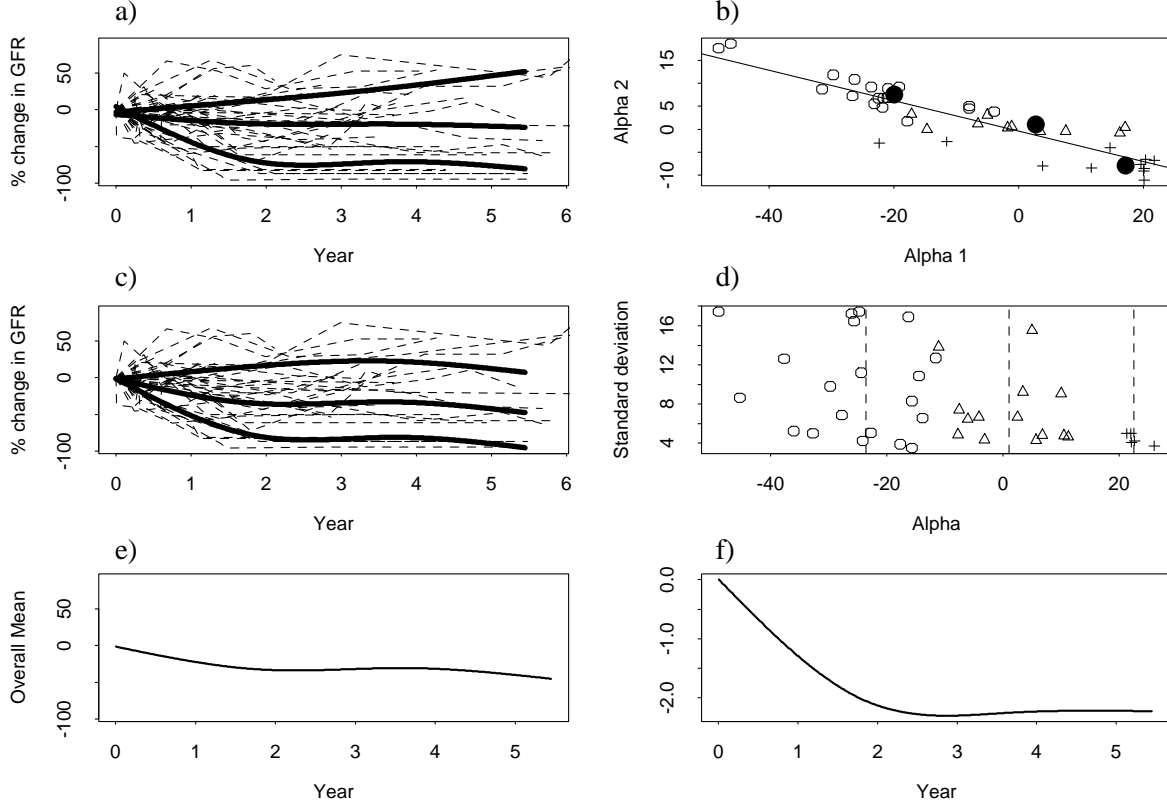 a)
% change in GFR
50
0
-100
0 1 2 3 4 5 6
Year
b)
Alpha 2
15
5
0
-10
-40 -20 0 20
Alpha 1
c)
% change in GFR
50
0
-100
0 1 2 3 4 5 6
Year
d)
Standard deviation
16
12
8
4
-40 -20 0 20
Alpha
e)
Overall Mean
50
0
-100
0 1 2 3 4 5
Year
f)
0.0
-1.0
-2.0
0 1 2 3 4 5
Year